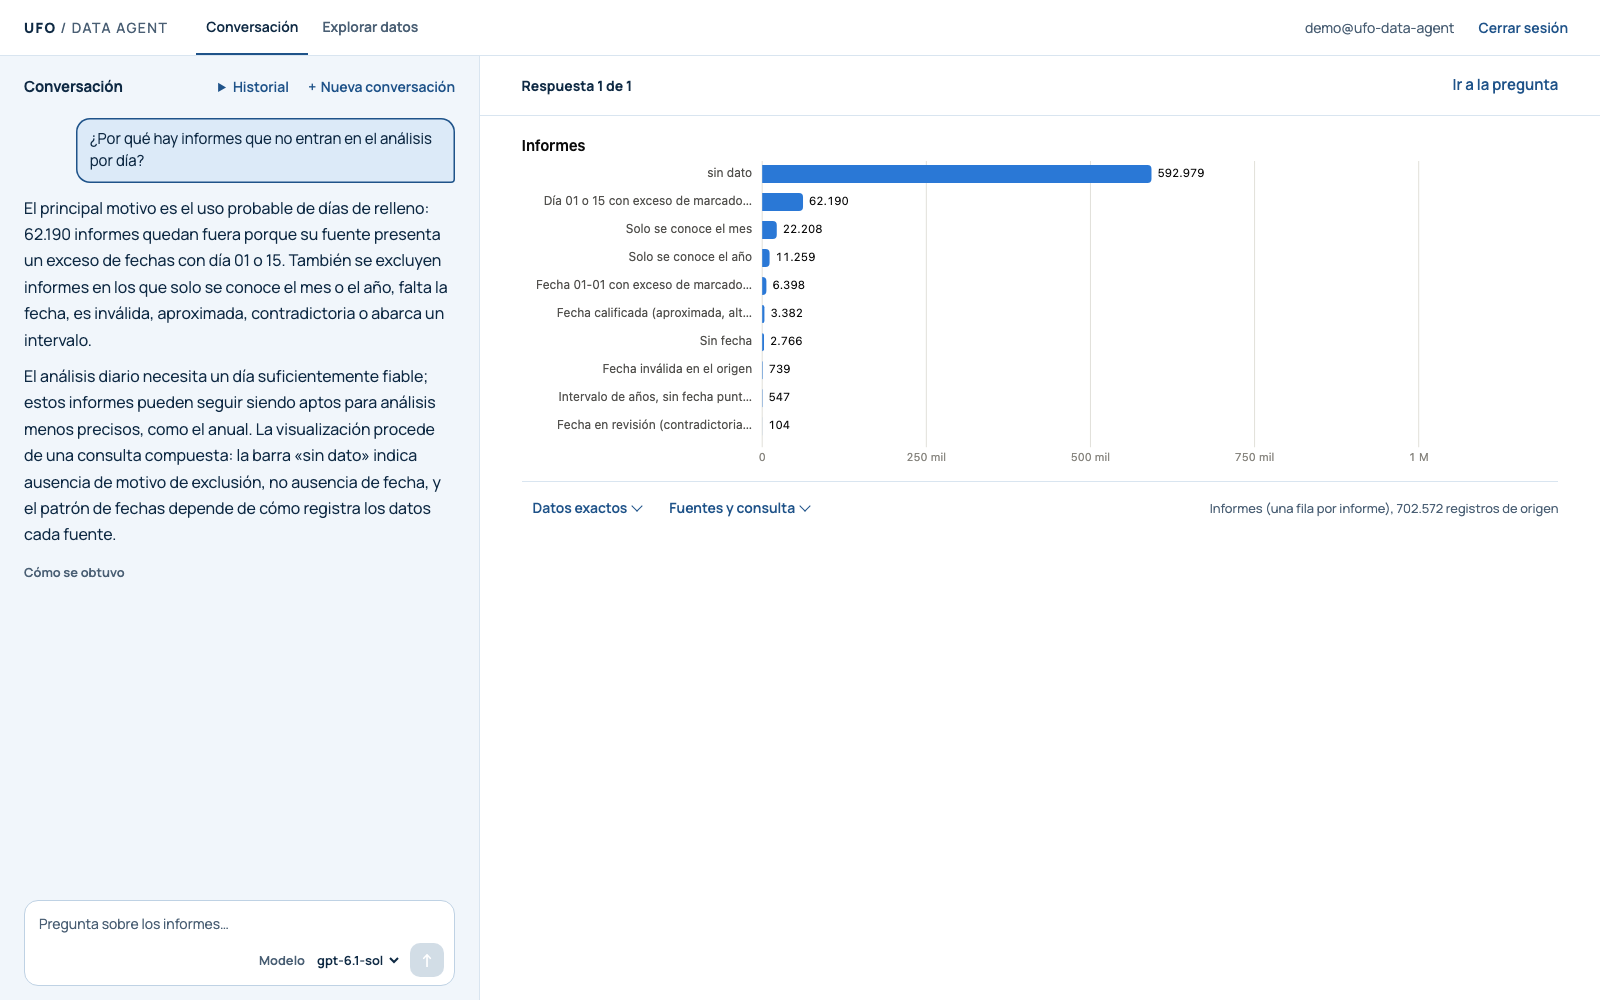 UFO / DATA AGENT
Conversación
Explorar datos
demo@ufo-data-agent
Cerrar sesión
Conversación
▶ Historial
+ Nueva conversación
¿Por qué hay informes que no entran en el análisis
por día?
El principal motivo es el uso probable de días de relleno:
62.190 informes quedan fuera porque su fuente presenta
un exceso de fechas con día 01 o 15. También se excluyen
informes en los que solo se conoce el mes o el año, falta la
fecha, es inválida, aproximada, contradictoria o abarca un
intervalo.
El análisis diario necesita un día suficientemente fiable;
estos informes pueden seguir siendo aptos para análisis
menos precisos, como el anual. La visualización procede
de una consulta compuesta: la barra «sin dato» indica
ausencia de motivo de exclusión, no ausencia de fecha, y
el patrón de fechas depende de cómo registra los datos
cada fuente.
Cómo se obtuvo
Pregunta sobre los informes…
Modelo gpt-6.1-sol
Respuesta 1 de 1
Ir a la pregunta
Informes
sin dato 592.979
Día 01 o 15 con exceso de marcado… 62.190
Solo se conoce el mes 22.208
Solo se conoce el año 11.259
Fecha 01-01 con exceso de marcado… 6.398
Fecha calificada (aproximada, alt… 3.382
Sin fecha 2.766
Fecha inválida en el origen 739
Intervalo de años, sin fecha punt… 547
Fecha en revisión (contradictoria… 104
0 250 mil 500 mil 750 mil 1 M
Datos exactos
Fuentes y consulta
Informes (una fila por informe), 702.572 registros de origen